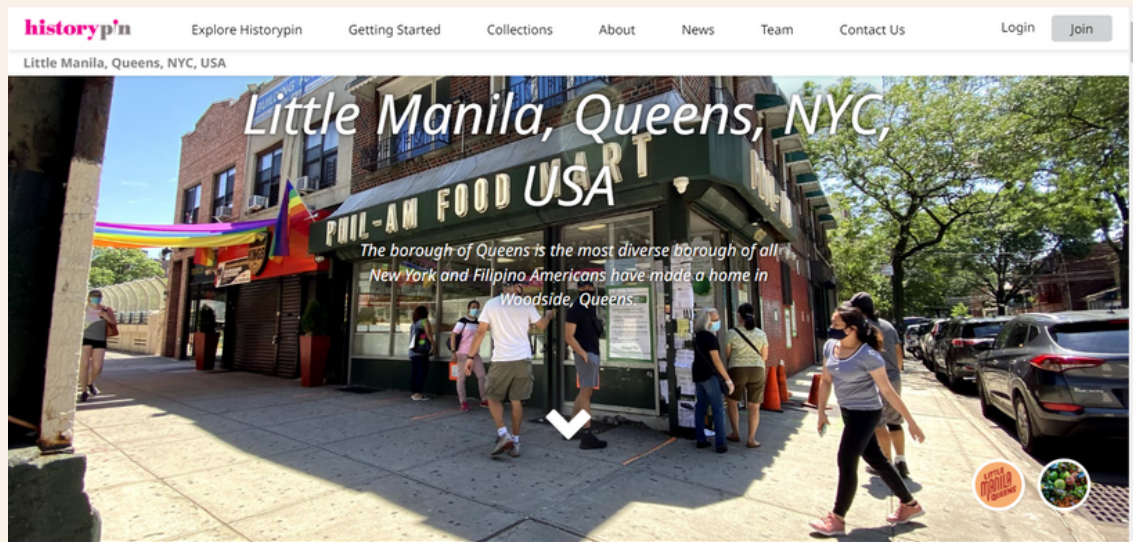 historypin
Explore Historypin
Getting Started
Collections
About
News
Team
Contact Us
Login
Join
Little Manila, Queens, NYC, USA
Little Manila, Queens, NYC,
USA
BUILDING
PHIL-AM FOOD MART
The borough of Queens is the most diverse borough of all
New York and Filipino Americans have made a home in
Woodside, Queens.
LITTLE
MANILA
QUEENS